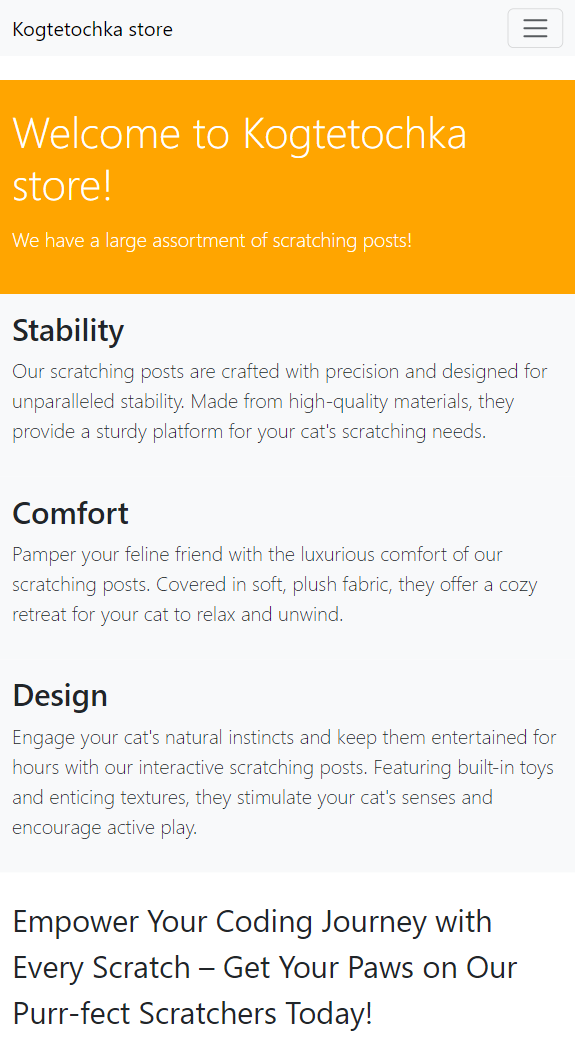 Kogtetochka store
Welcome to Kogtetochka
store!
We have a large assortment of scratching posts!
Stability
Our scratching posts are crafted with precision and designed for
unparalleled stability. Made from high-quality materials, they
provide a sturdy platform for your cat's scratching needs.
Comfort
Pamper your feline friend with the luxurious comfort of our
scratching posts. Covered in soft, plush fabric, they offer a cozy
retreat for your cat to relax and unwind.
Design
Engage your cat's natural instincts and keep them entertained for
hours with our interactive scratching posts. Featuring built-in toys
and enticing textures, they stimulate your cat's senses and
encourage active play.
Empower Your Coding Journey with
Every Scratch – Get Your Paws on Our
Purr-fect Scratchers Today!